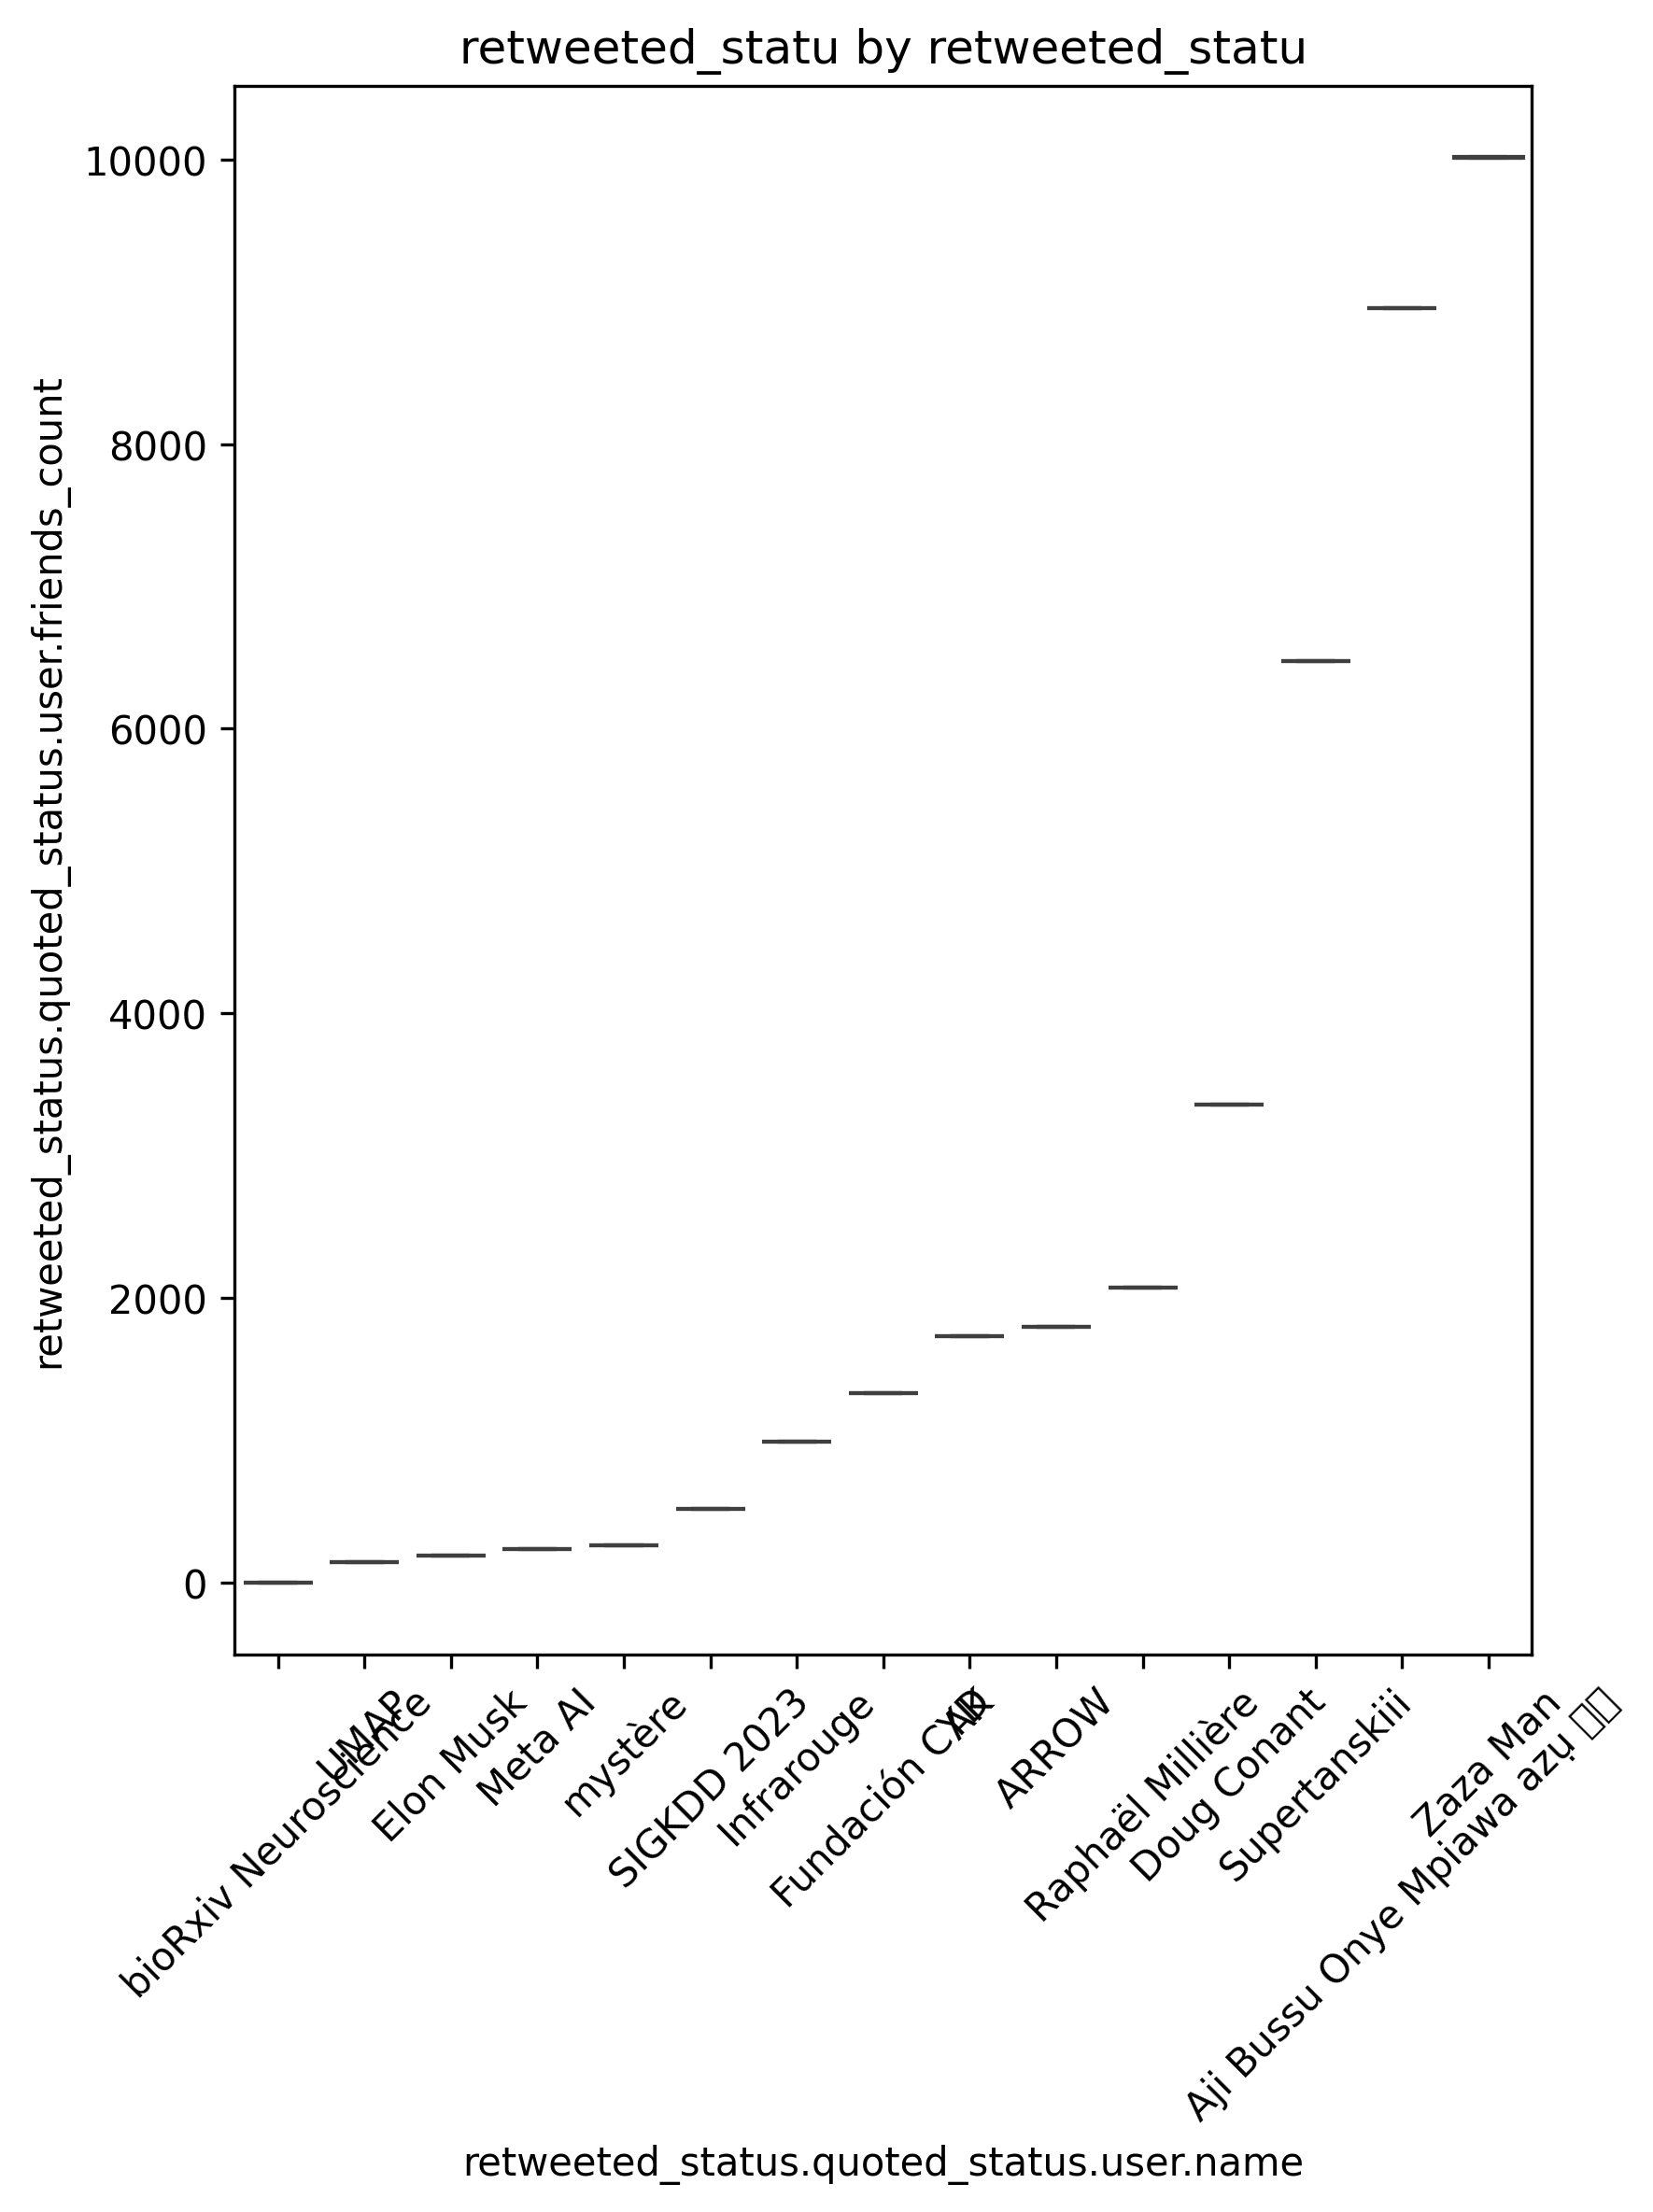 retweeted_statu by retweeted_statu
retweeted_status.quoted_status.user.friends_count
10000
8000
6000
4000
2000
0
bioRxiv Neuroscience
UMAP
Elon Musk
Meta AI
mystère
SIGKDD 2023
Infrarouge
Fundación CYD
AK
ARROW
Raphaël Millière
Doug Conant
Supertanskiii
Aji Bussu Onye Mpiawa azụ
Zaza Man
retweeted_status.quoted_status.user.name